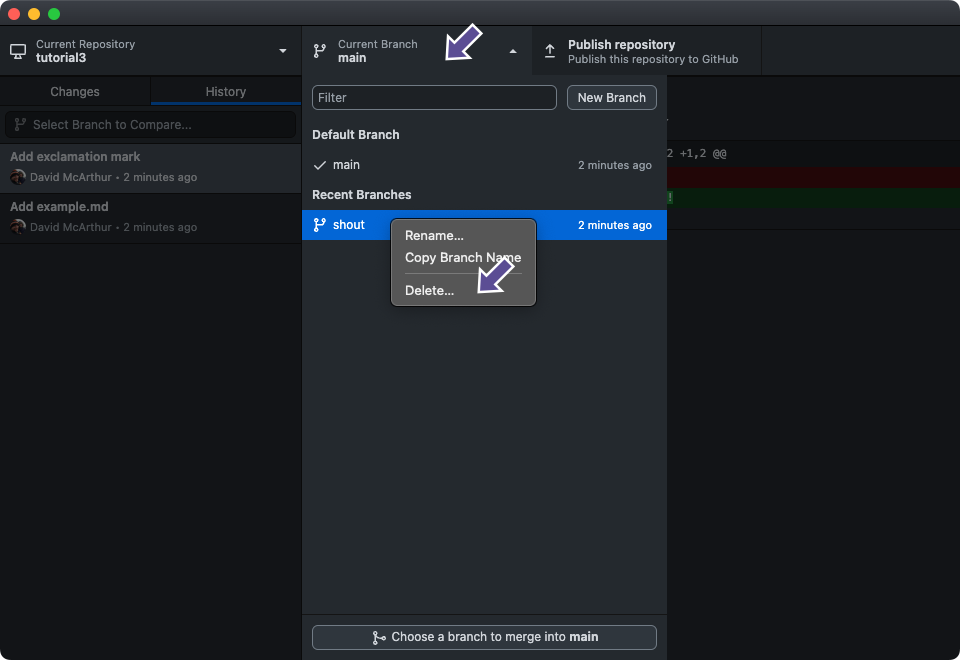 Current Repository
tutorial3
Current Branch
main
Publish repository
Publish this repository to GitHub
Changes
History
Filter
New Branch
Select Branch to Compare...
Default Branch
Add exclamation mark
David McArthur • 2 minutes ago
main
2 minutes ago
2 +1,2 @@
Recent Branches
!
Add example.md
David McArthur • 2 minutes ago
shout
2 minutes ago
Rename...
Copy Branch Name
Delete...
Choose a branch to merge into main